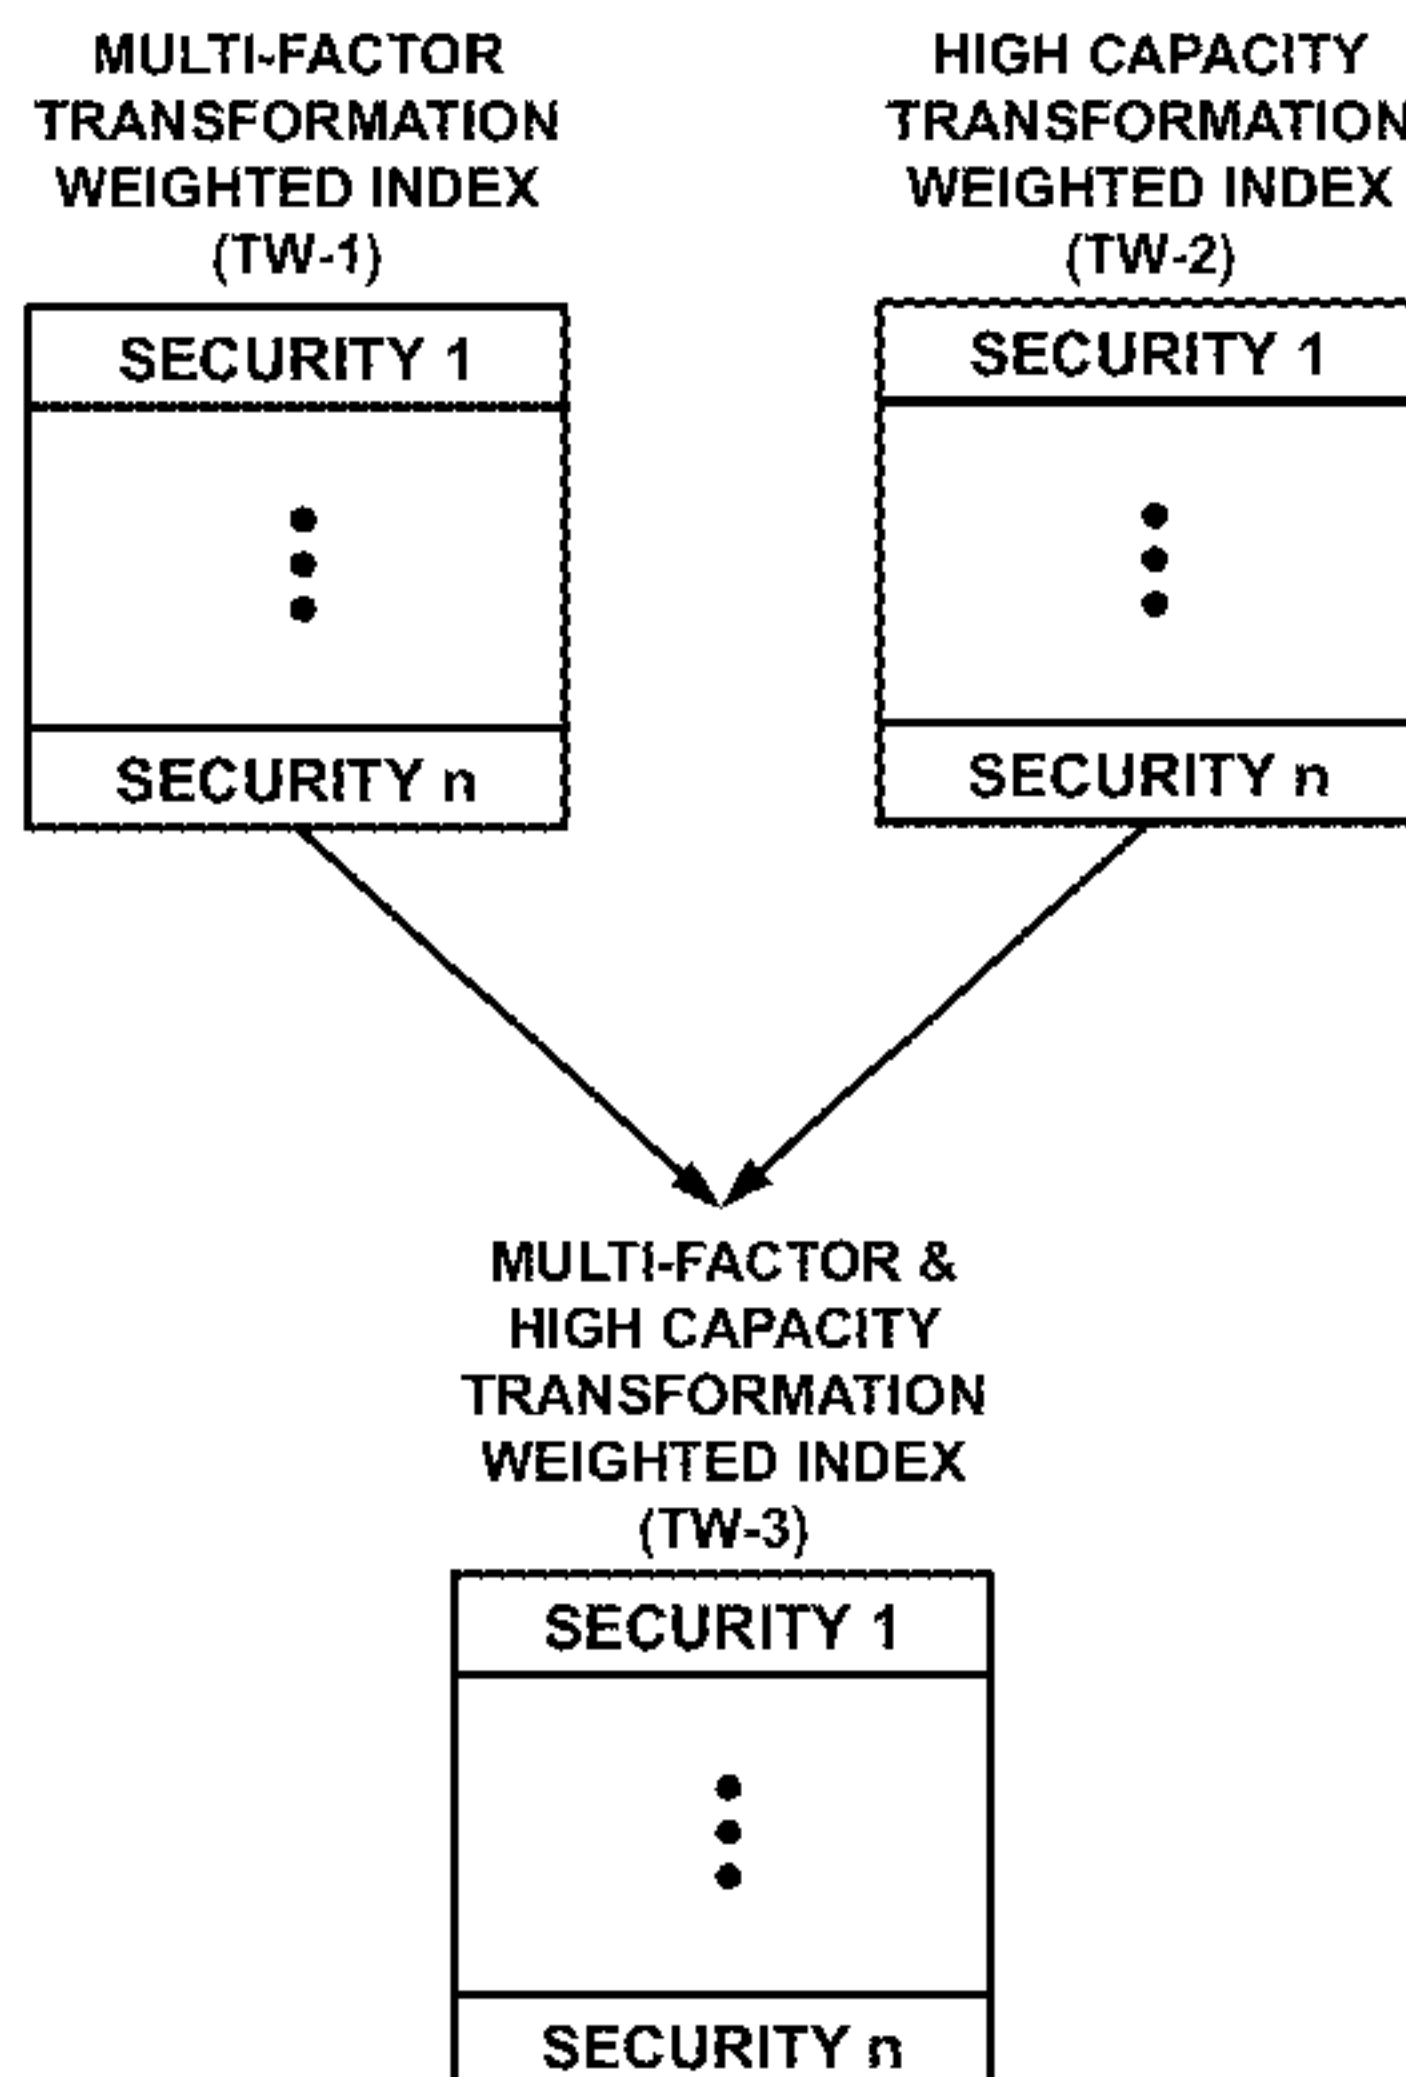 MULTI-FACTOR
TRANSFORMATION
WEIGHTED INDEX
(TW-1)
SECURITY 1
SECURITY n
HIGH CAPACITY
TRANSFORMATION
WEIGHTED INDEX
(TW-2)
SECURITY 1
SECURITY n
MULTI-FACTOR &
HIGH CAPACITY
TRANSFORMATION
WEIGHTED INDEX
(TW-3)
SECURITY 1
SECURITY n